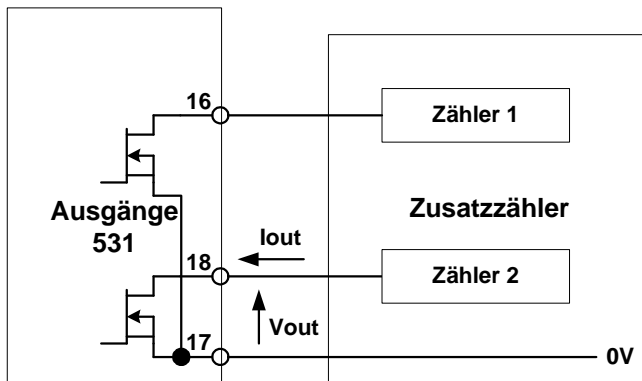 16
Zähler 1
Ausgänge
531
Zusatzzähler
Iout
18
Zähler 2
Vout
17
0V